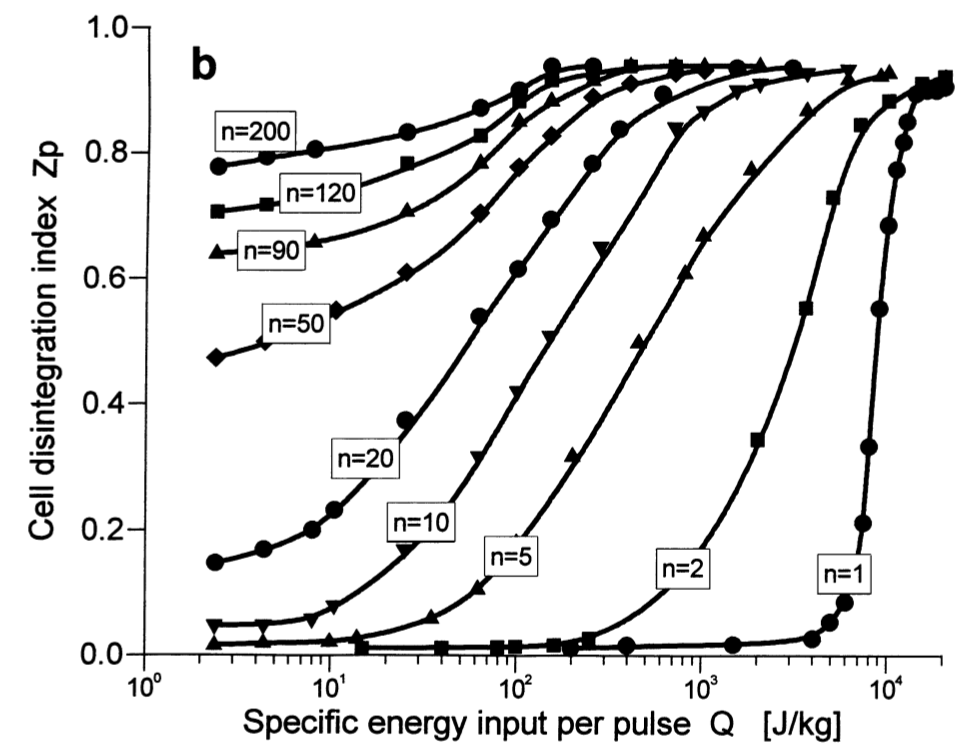 b
1.0
0.8
0.6
0.4
0.2
0.0
Cell disintegration index Zp
n=200
n=120
n=90
n=50
n=20
n=10
n=5
n=2
n=1
10⁰ 10¹ 10² 10³ 10⁴
Specific energy input per pulse Q [J/kg]